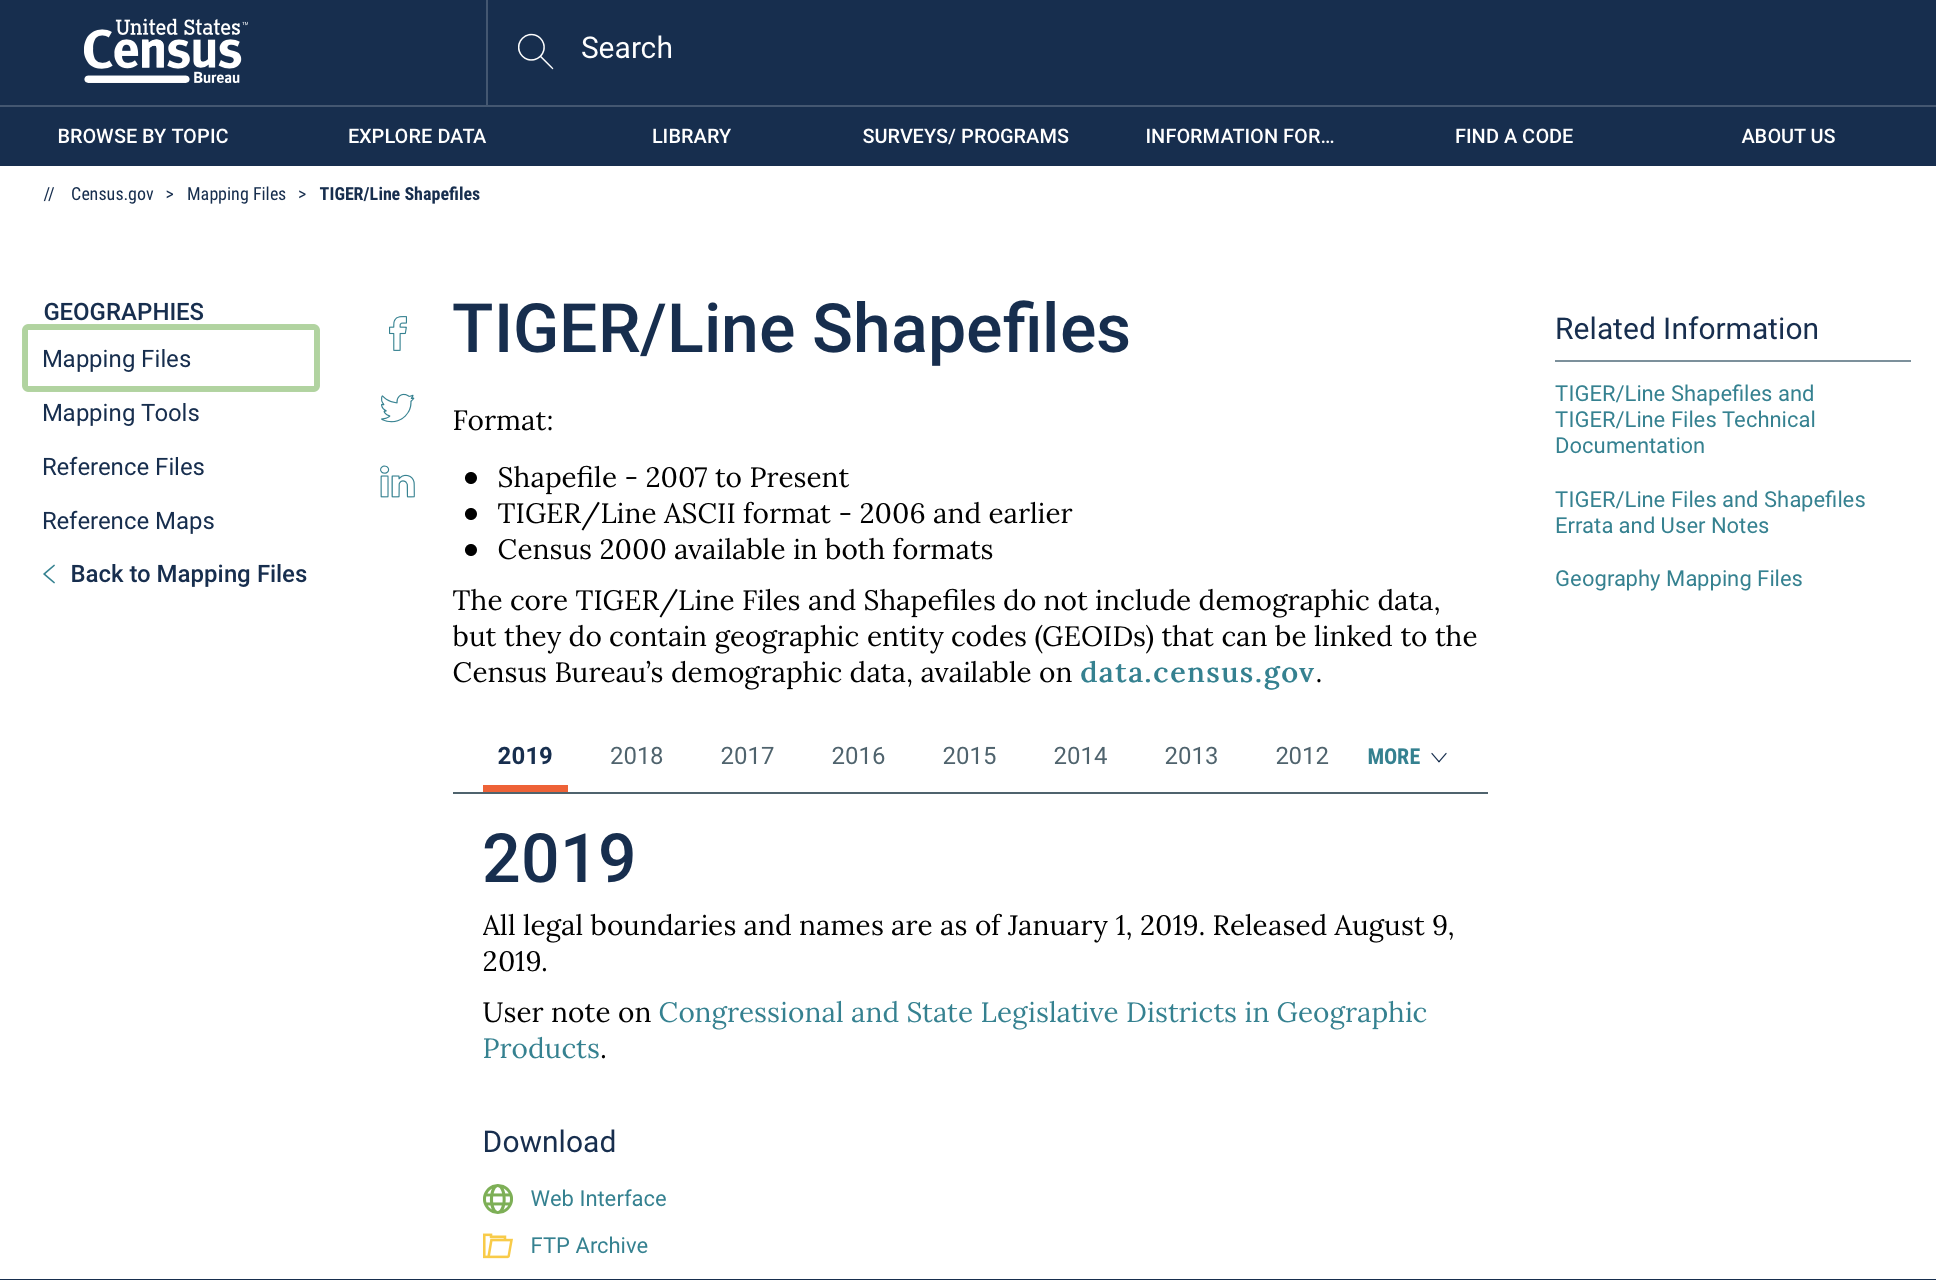 United States™
Census
Bureau
Search
BROWSE BY TOPIC
EXPLORE DATA
LIBRARY
SURVEYS/ PROGRAMS
INFORMATION FOR...
FIND A CODE
ABOUT US
// Census.gov > Mapping Files > TIGER/Line Shapefiles
GEOGRAPHIES
Mapping Files
Mapping Tools
Reference Files
Reference Maps
Back to Mapping Files
TIGER/Line Shapefiles
Format:
● Shapefile - 2007 to Present
● TIGER/Line ASCII format - 2006 and earlier
● Census 2000 available in both formats
The core TIGER/Line Files and Shapefiles do not include demographic data,
but they do contain geographic entity codes (GEOIDs) that can be linked to the
Census Bureau’s demographic data, available on data.census.gov.
2019 2018 2017 2016 2015 2014 2013 2012 MORE
2019
All legal boundaries and names are as of January 1, 2019. Released August 9,
2019.
User note on Congressional and State Legislative Districts in Geographic
Products.
Download
Web Interface
FTP Archive
Related Information
TIGER/Line Shapefiles and
TIGER/Line Files Technical
Documentation
TIGER/Line Files and Shapefiles
Errata and User Notes
Geography Mapping Files